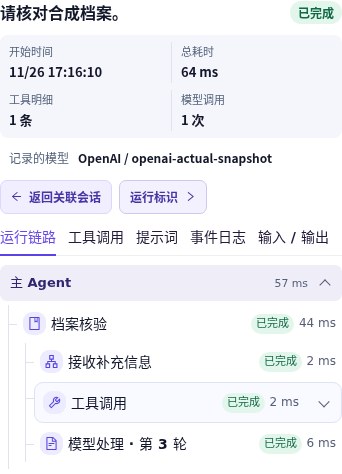 请核对合成档案。 已完成
开始时间 总耗时
11/26 17:16:10 64 ms
工具明细 模型调用
1 条 1 次
记录的模型 OpenAI / openai-actual-snapshot
← 返回关联会话 运行标识 >
运行链路 工具调用 提示词 事件日志 输入 / 输出
主 Agent 57 ms
档案核验 已完成 44 ms
接收补充信息 已完成 2 ms
工具调用 已完成 2 ms
模型处理 · 第 3 轮 已完成 6 ms